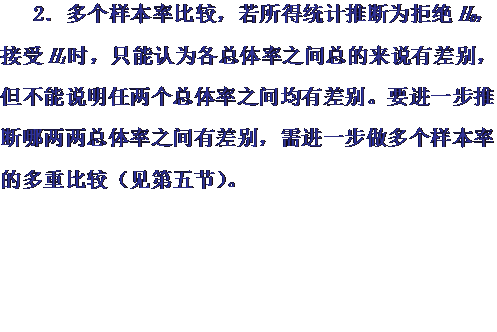 2．多个样本率比较，若所得统计推断为拒绝 H₀，
接受 H₁时，只能认为各总体率之间总的来说有差别，
但不能说明任两个总体率之间均有差别。要进一步推
断哪两两总体率之间有差别，需进一步做多个样本率
的多重比较（见第五节）。